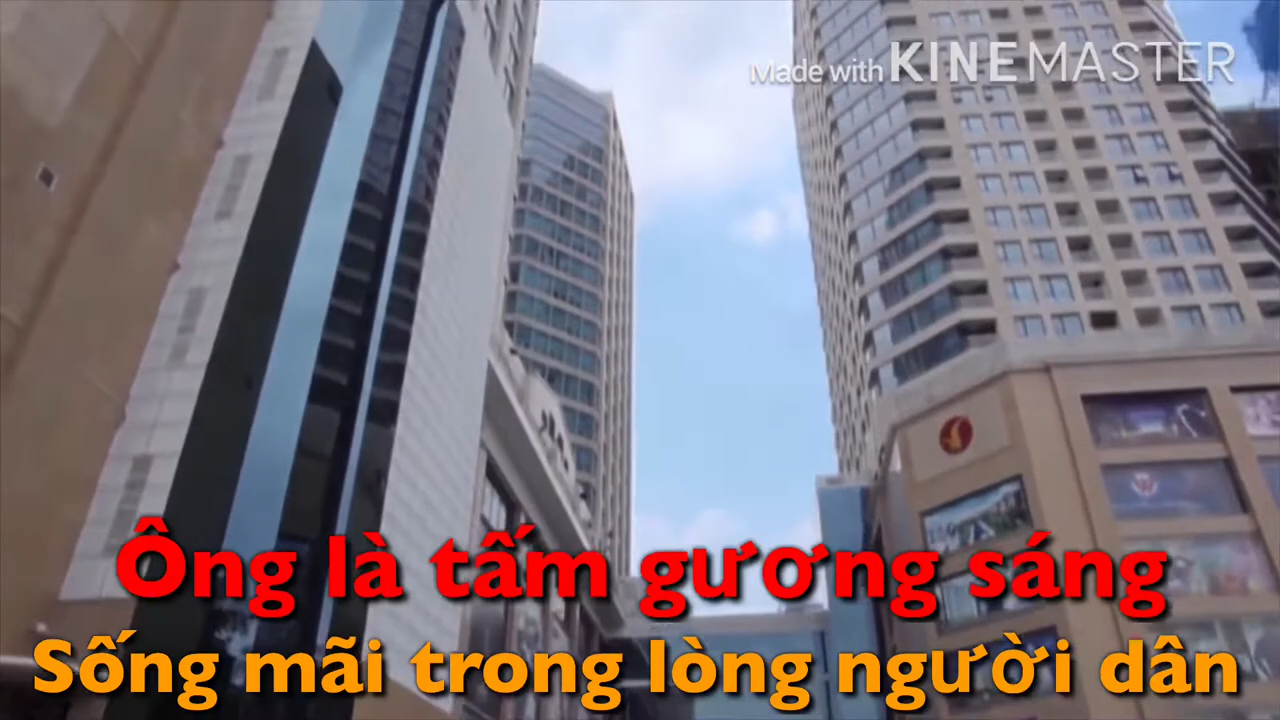 Made with KINEMASTER
Ông là tấm gương sáng
Sống mãi trong lòng người dân